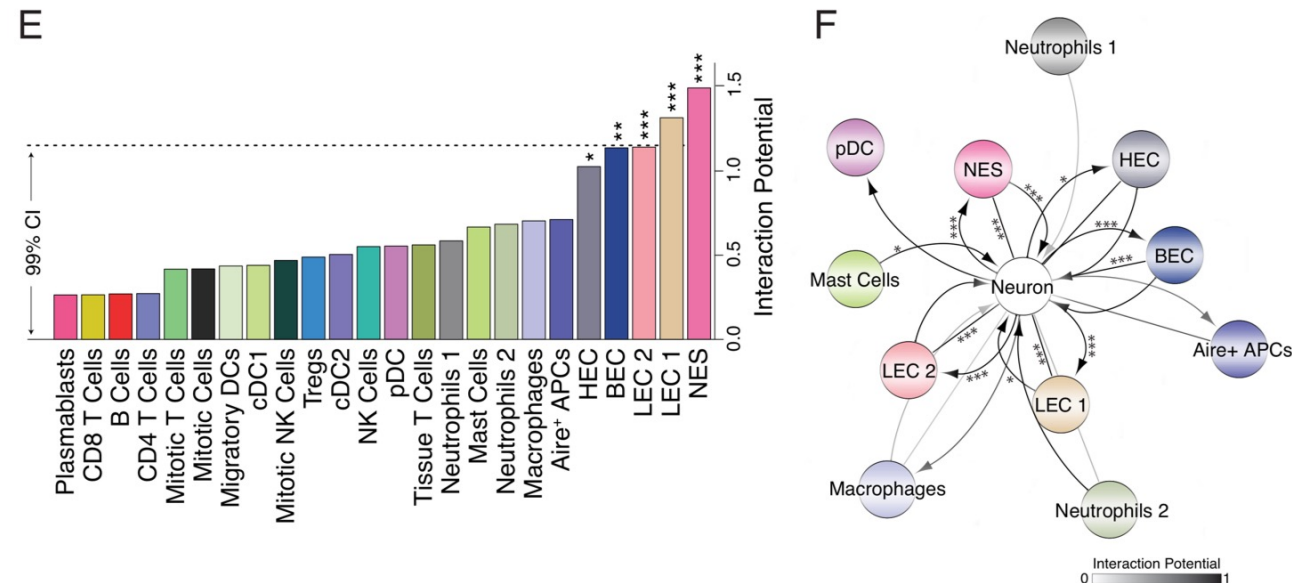 E
99% CI
Plasmablasts
CD8 T Cells
B Cells
CD4 T Cells
Mitotic T Cells
Mitotic Cells
Migratory DCs
cDC1
Mitotic NK Cells
Tregs
cDC2
NK Cells
pDC
Tissue T Cells
Neutrophils 1
Mast Cells
Neutrophils 2
Macrophages
Aire+ APCs
HEC
BEC
LEC 2
LEC 1
NES
*
**
***
***
***
0.0
0.5
1.0
1.5
Interaction Potential
F
Neutrophils 1
pDC
NES
HEC
*
***
***
***
***
BEC
***
*
Mast Cells
Neuron
Aire+ APCs
***
***
***
LEC 2
***
*
LEC 1
Macrophages
Neutrophils 2
Interaction Potential
0 1